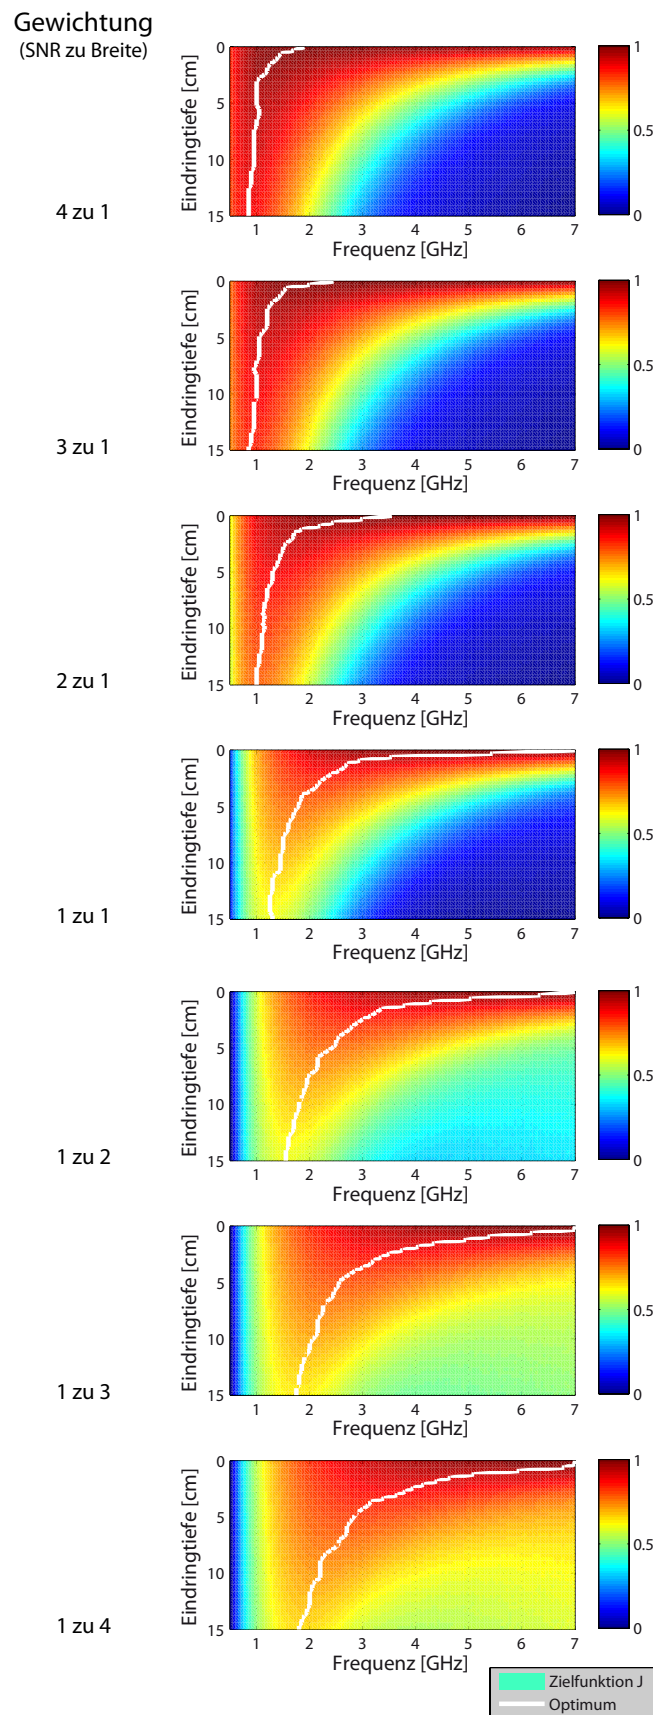 Gewichtung
(SNR zu Breite)
4 zu 1
Eindringtiefe [cm]
0
5
10
15
1 2 3 4 5 6 7
Frequenz [GHz]
1
0.5
0
3 zu 1
Eindringtiefe [cm]
0
5
10
15
1 2 3 4 5 6 7
Frequenz [GHz]
1
0.5
0
2 zu 1
Eindringtiefe [cm]
0
5
10
15
1 2 3 4 5 6 7
Frequenz [GHz]
1
0.5
0
1 zu 1
Eindringtiefe [cm]
0
5
10
15
1 2 3 4 5 6 7
Frequenz [GHz]
1
0.5
0
1 zu 2
Eindringtiefe [cm]
0
5
10
15
1 2 3 4 5 6 7
Frequenz [GHz]
1
0.5
0
1 zu 3
Eindringtiefe [cm]
0
5
10
15
1 2 3 4 5 6 7
Frequenz [GHz]
1
0.5
0
1 zu 4
Eindringtiefe [cm]
0
5
10
15
1 2 3 4 5 6 7
Frequenz [GHz]
1
0.5
0
Zielfunktion J
Optimum